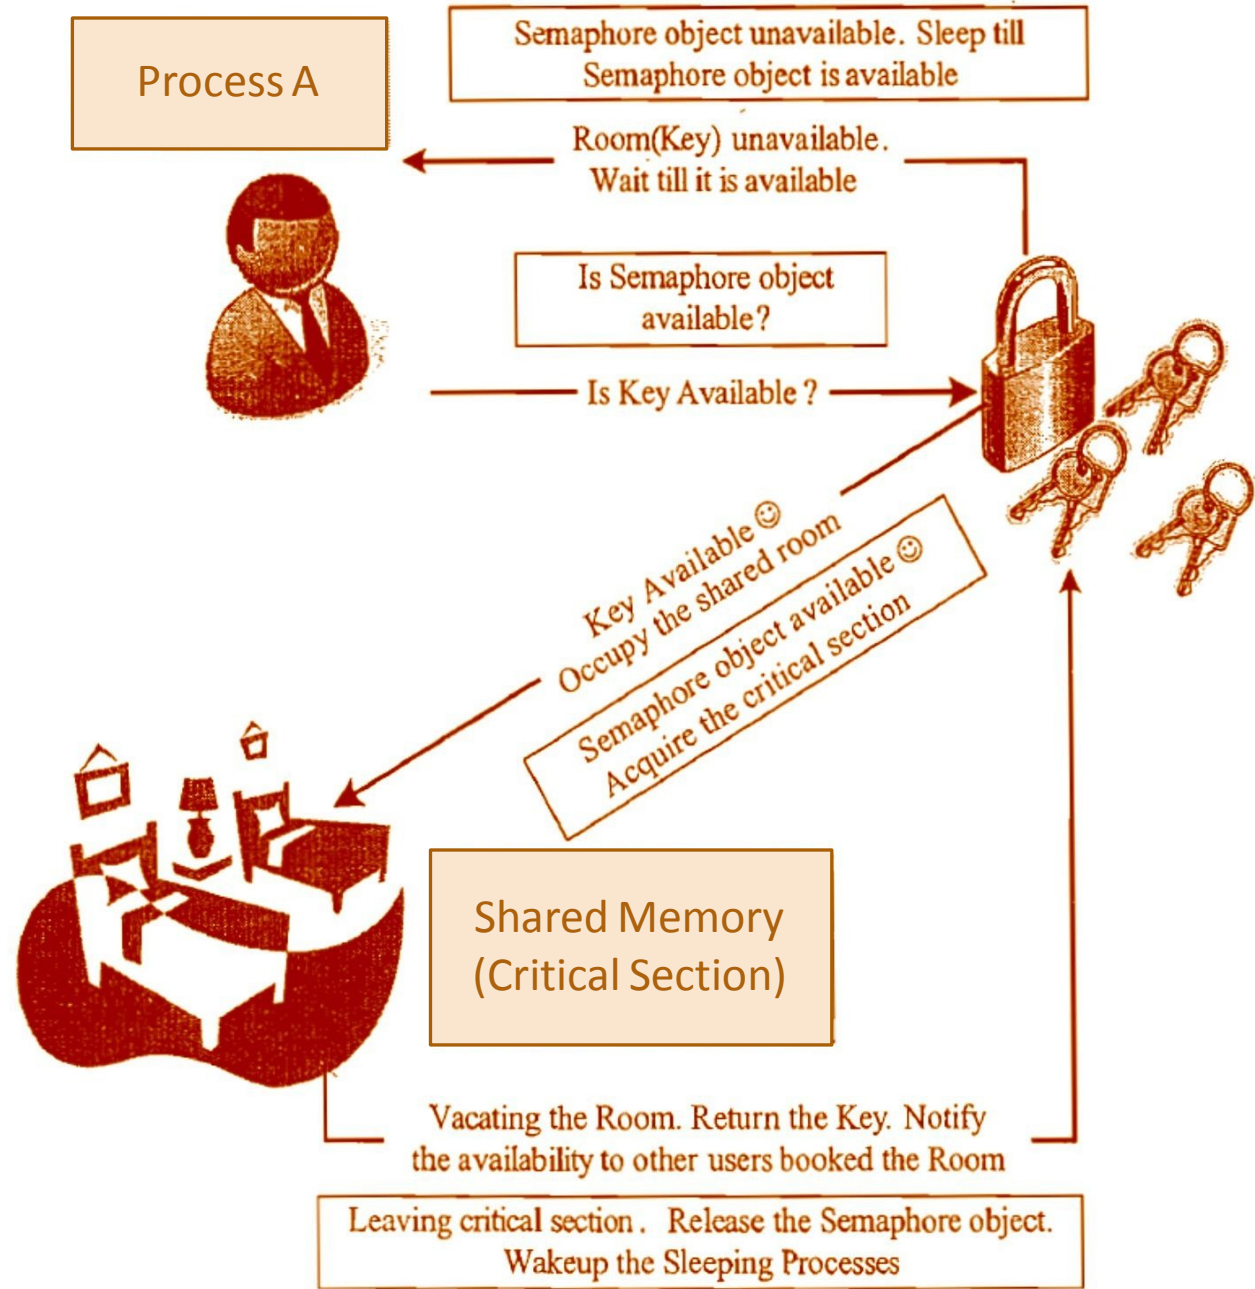 Process A
Semaphore object unavailable. Sleep till
Semaphore object is available
Room(Key) unavailable.
Wait till it is available
Is Semaphore object
available?
Is Key Available ?
Key Available ☺
Occupy the shared room
Semaphore object available ☺
Acquire the critical section
Shared Memory
(Critical Section)
Vacating the Room. Return the Key. Notify
the availability to other users booked the Room
Leaving critical section. Release the Semaphore object.
Wakeup the Sleeping Processes